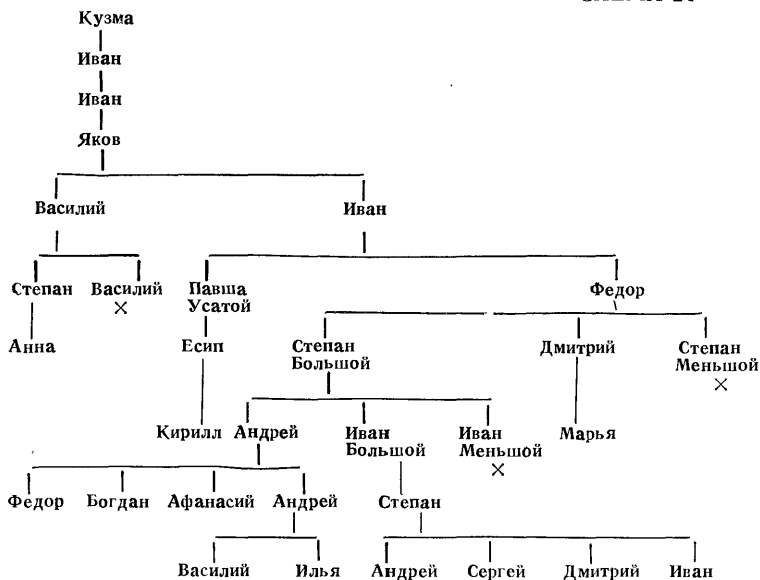 Кузма
Иван
Иван
Яков
Василий Иван
Степан Василий Павша Федор
× Усатой
Анна Есип Степан Дмитрий Степан
Большой Меньшой
×
Кирилл Андрей Иван Иван Марья
Большой Меньшой
×
Федор Богдан Афанасий Андрей Степан
Василий Илья Андрей Сергей Дмитрий Иван